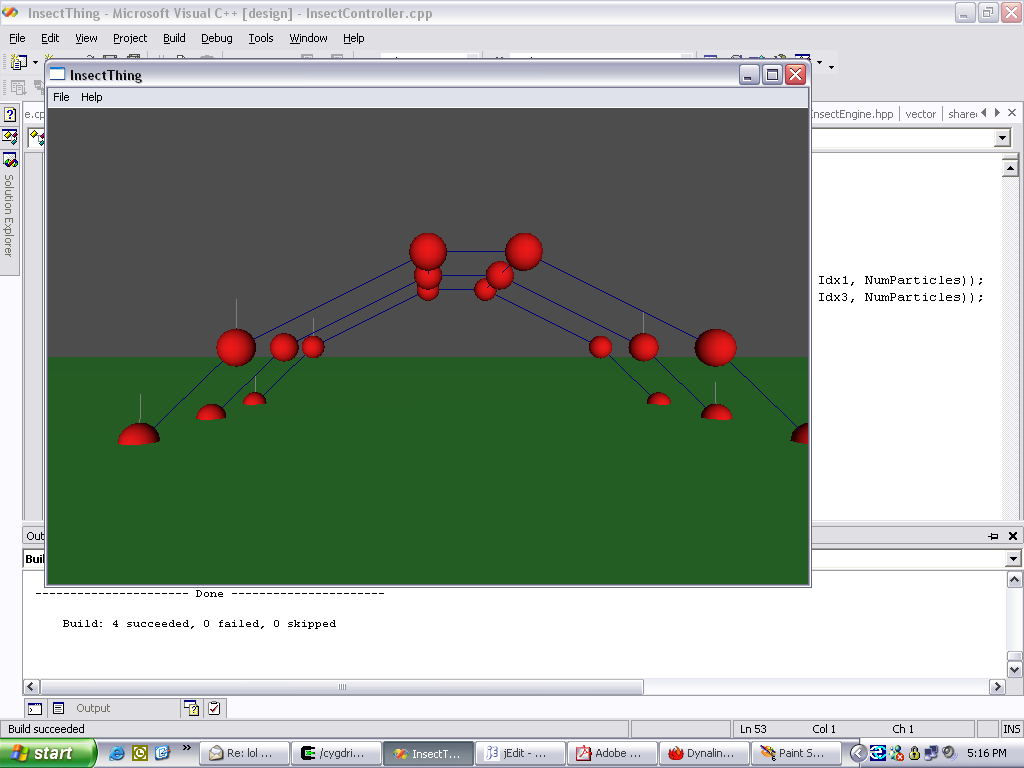 InsectThing - Microsoft Visual C++ [design] - InsectController.cpp
File Edit View Project Build Debug Tools Window Help
InsectThing
File Help
e.cp
InsectEngine.hpp vector share
Solution Explorer
Idx1, NumParticles));
Idx3, NumParticles));
Out
Buil
---------------------- Done ----------------------
Build: 4 succeeded, 0 failed, 0 skipped
Output
Build succeeded Ln 53 Col 1 Ch 1 INS
start Re: lol ... /cygdri... InsectT... jEdit - ... Adobe ... Dynalin... Paint S... 5:16 PM